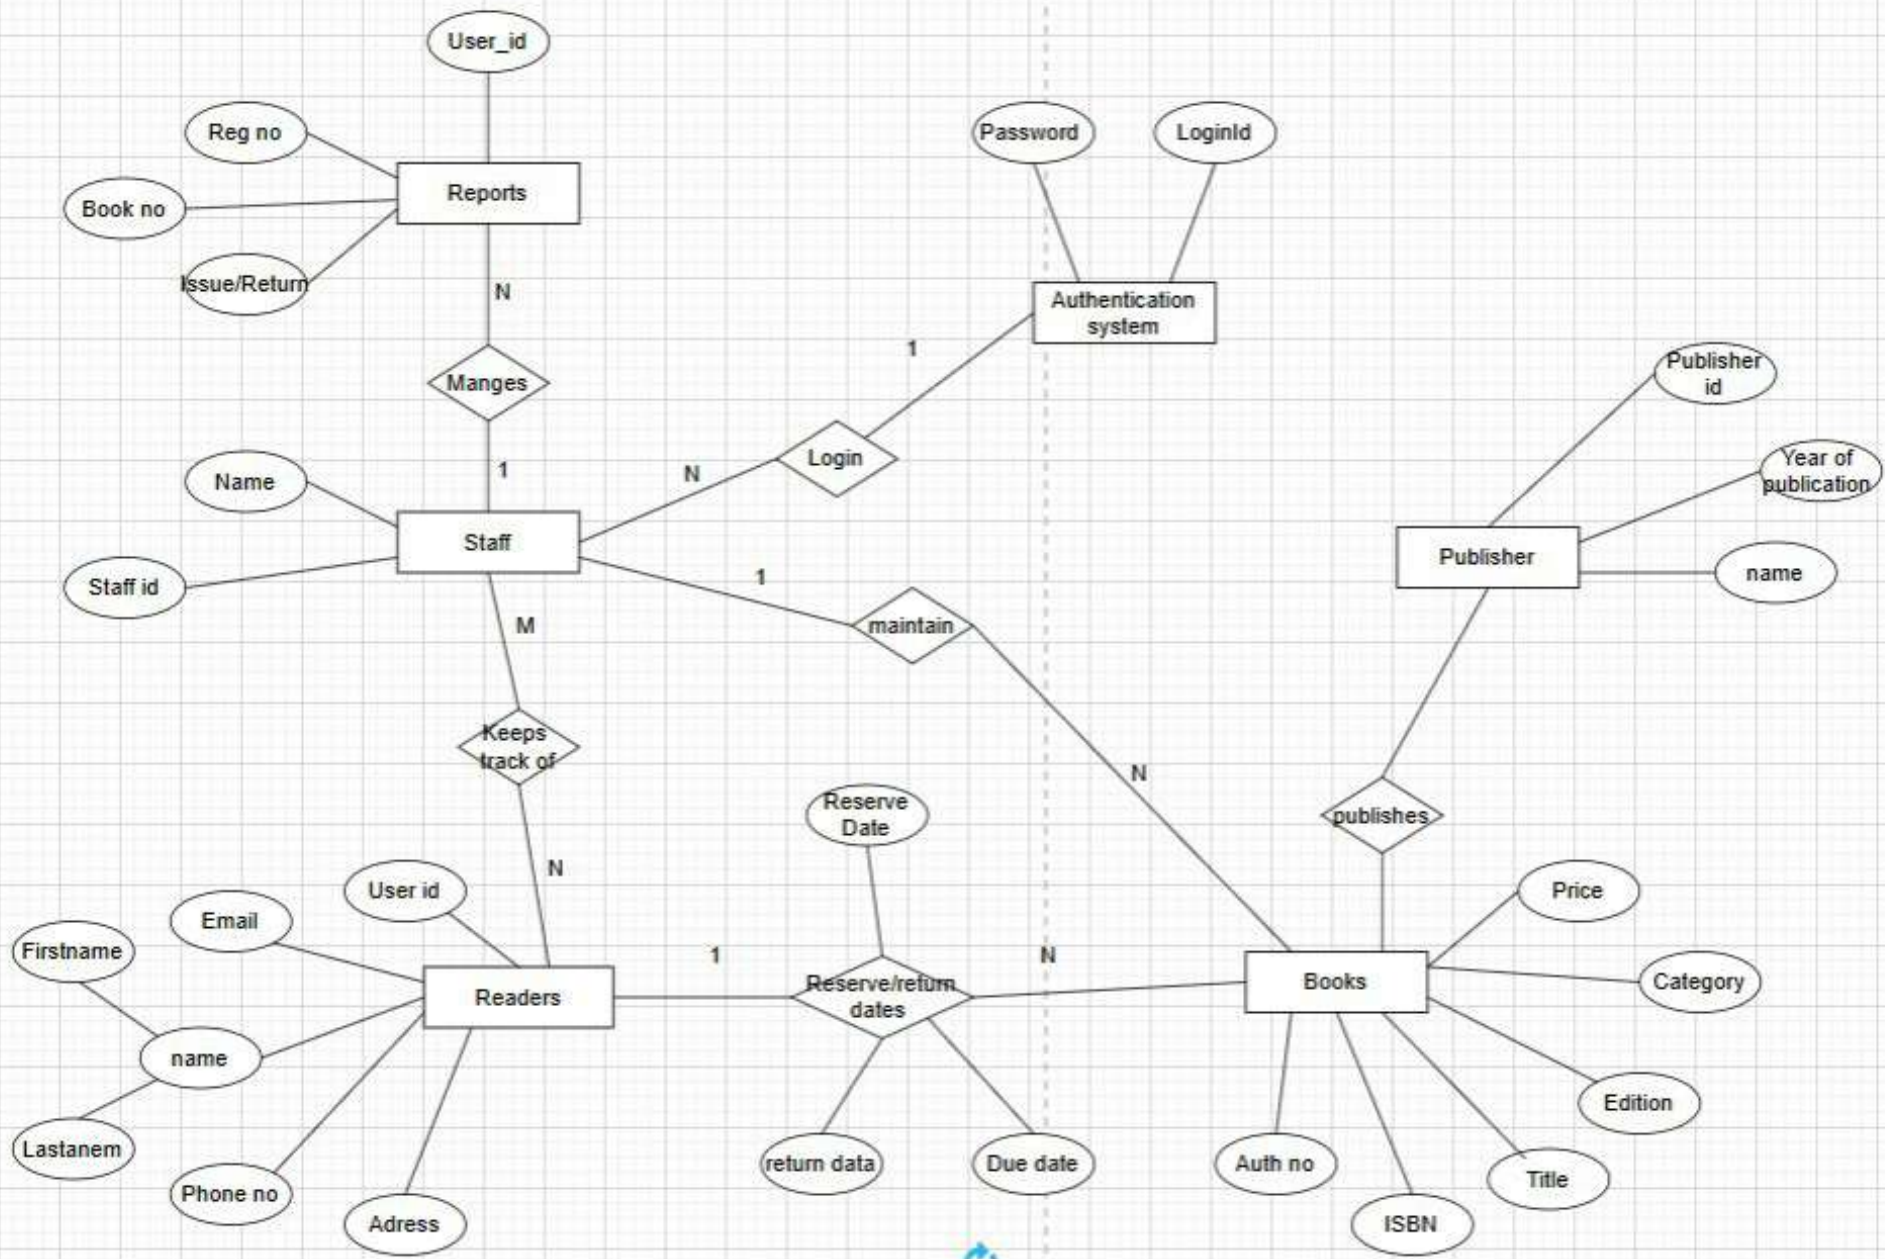 User_id
Reg no
Password
LoginId
Reports
Book no
Issue/Return
N
Authentication
system
1
Manges
Publisher
id
Login
1
N
Name
Year of
publication
Staff
Publisher
name
Staff id
1
maintain
M
Keeps
track of
N
Reserve
Date
publishes
N
User id
Price
Email
Firstname
1
N
Readers
Reserve/return
dates
Books
Category
name
Edition
Lastanem
return data
Due date
Auth no
Title
Phone no
Adress
ISBN